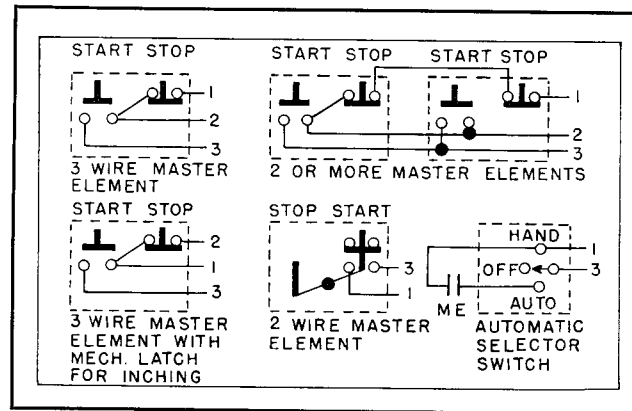 START STOP
1
2
3
3 WIRE MASTER
ELEMENT
START STOP
START STOP
1
2
3
2 OR MORE MASTER ELEMENTS
START STOP
2
1
3
3 WIRE MASTER
ELEMENT WITH
MECH. LATCH
FOR INCHING
STOP START
3
1
2 WIRE MASTER
ELEMENT
HAND
1
OFF
3
AUTO
ME
AUTOMATIC
SELECTOR
SWITCH